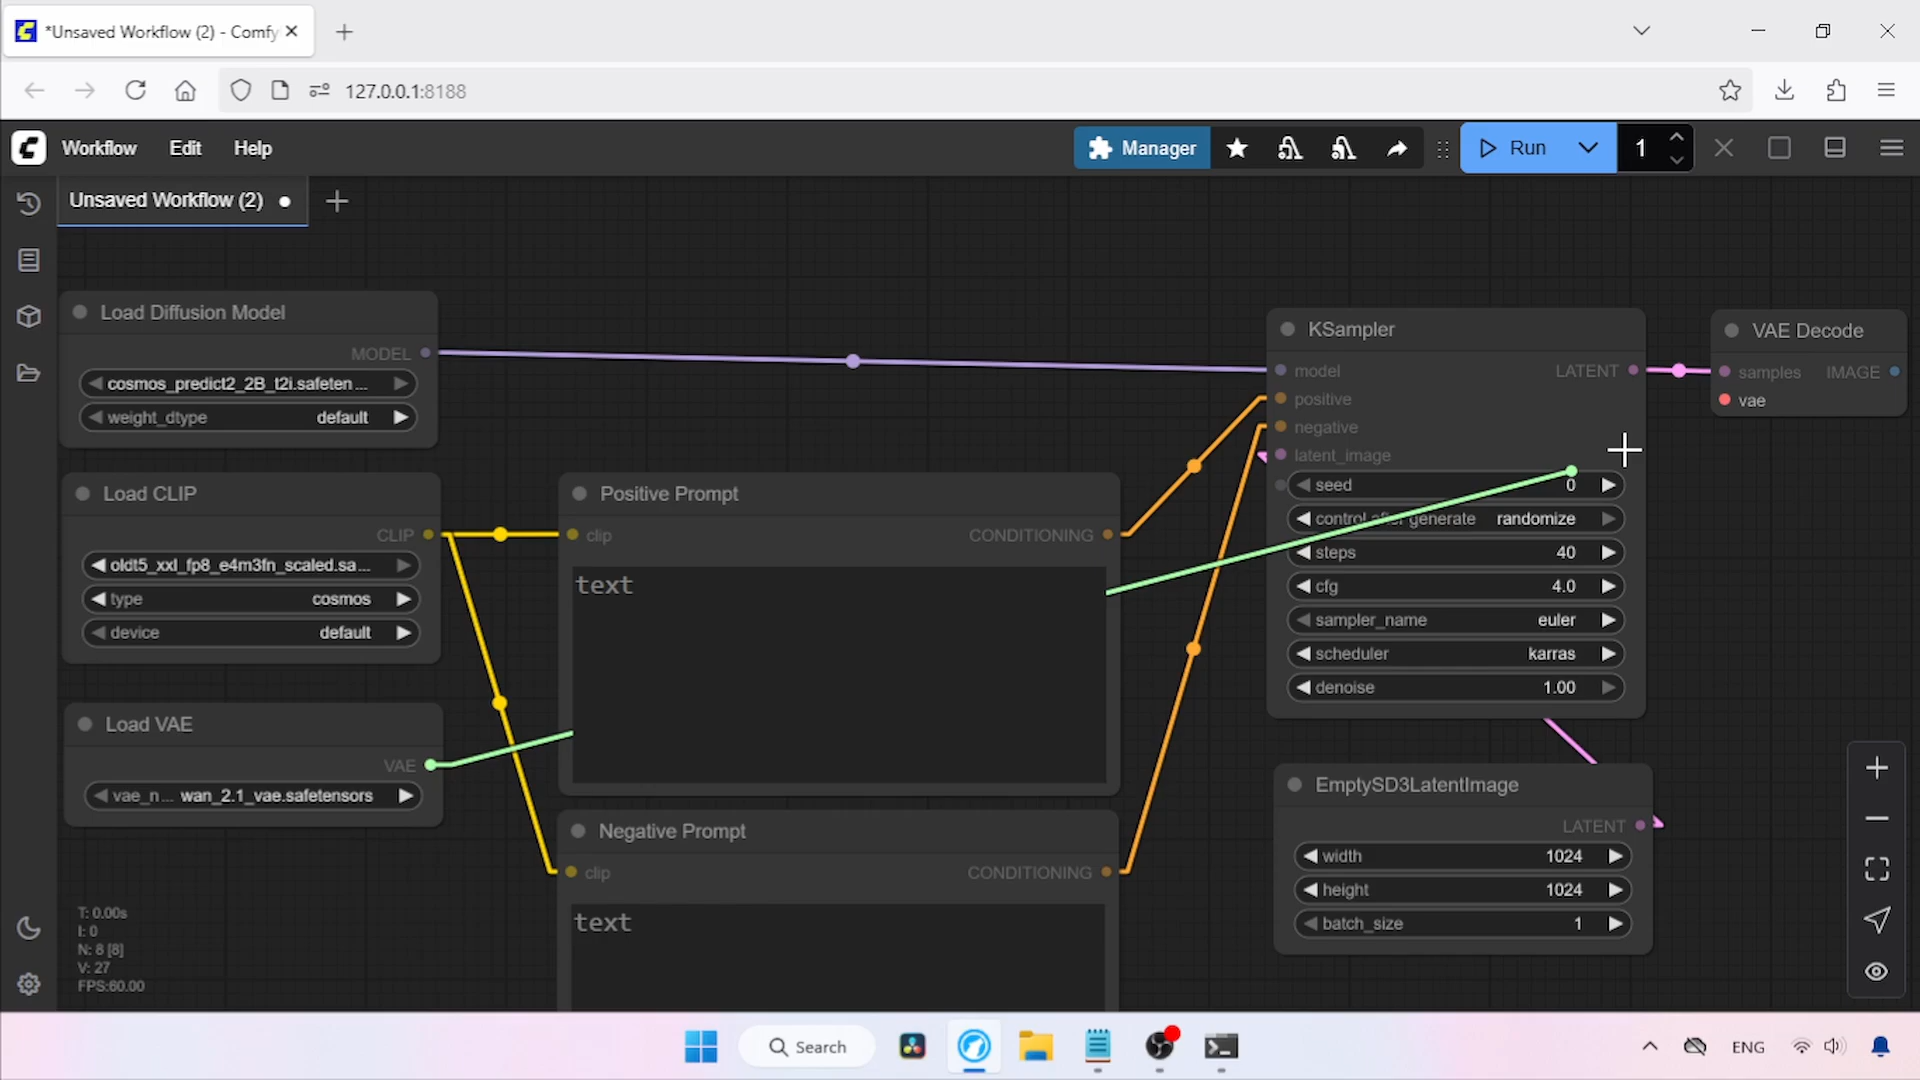 *Unsaved Workflow (2) - Comfy
127.0.0.1:8188
Workflow Edit Help
Manager
Run
1
Unsaved Workflow (2)
Load Diffusion Model
MODEL
cosmos_predict2_2B_t2i.safeten ...
weight_dtype default
Load CLIP
CLIP
oldt5_xxl_fp8_e4m3fn_scaled.sa...
type cosmos
device default
Load VAE
VAE
vae_n... wan_2.1_vae.safetensors
Positive Prompt
clip CONDITIONING
text
Negative Prompt
clip CONDITIONING
text
KSampler
model LATENT
positive
negative
latent_image
seed 0
control after generate randomize
steps 40
cfg 4.0
sampler_name euler
scheduler karras
denoise 1.00
VAE Decode
samples IMAGE
vae
EmptySD3LatentImage
LATENT
width 1024
height 1024
batch_size 1
T: 0.00s
I: 0
N: 8 [8]
V: 27
FPS:60.00
Search
ENG